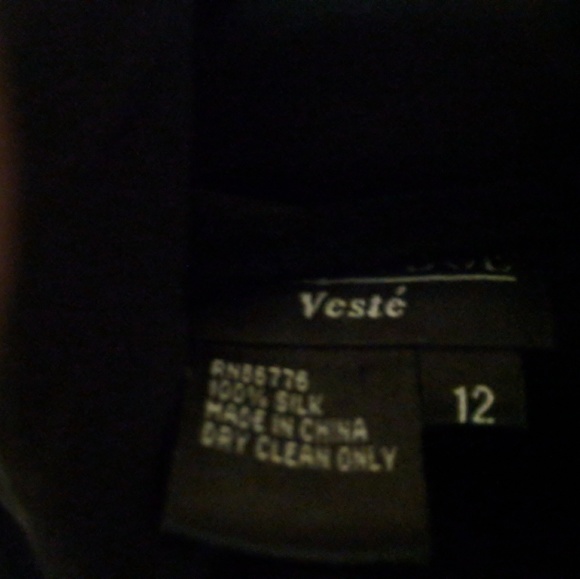 Vesté
RN86776
100% SILK
MADE IN CHINA
DRY CLEAN ONLY
12